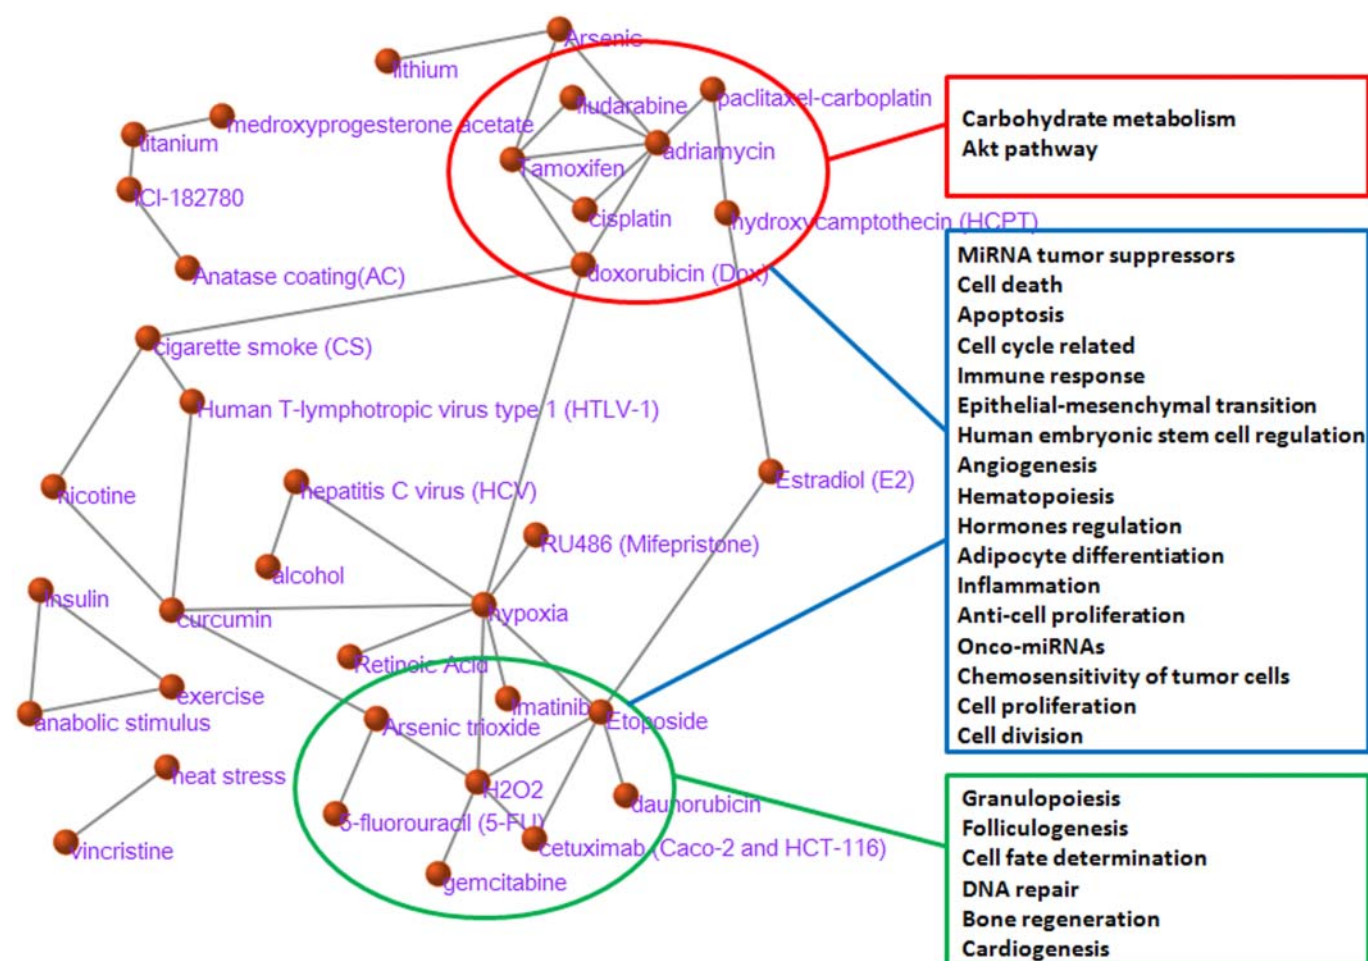 Arsenic
lithium
fludarabine
paclitaxel-carboplatin
medroxyprogesterone acetate
titanium
adriamycin
Tamoxifen
ICI-182780
cisplatin
hydroxycamptothecin (HCPT)
Anatase coating(AC)
doxorubicin (Dox)
cigarette smoke (CS)
Human T-lymphotropic virus type 1 (HTLV-1)
nicotine
hepatitis C virus (HCV)
Estradiol (E2)
RU486 (Mifepristone)
alcohol
Insulin
curcumin
hypoxia
Retinoic Acid
exercise
anabolic stimulus
Imatinib
Arsenic trioxide
Etoposide
heat stress
H2O2
daunorubicin
5-fluorouracil (5-FU)
vincristine
cetuximab (Caco-2 and HCT-116)
gemcitabine
Carbohydrate metabolism
Akt pathway
MiRNA tumor suppressors
Cell death
Apoptosis
Cell cycle related
Immune response
Epithelial-mesenchymal transition
Human embryonic stem cell regulation
Angiogenesis
Hematopoiesis
Hormones regulation
Adipocyte differentiation
Inflammation
Anti-cell proliferation
Onco-miRNAs
Chemosensitivity of tumor cells
Cell proliferation
Cell division
Granulopoiesis
Folliculogenesis
Cell fate determination
DNA repair
Bone regeneration
Cardiogenesis